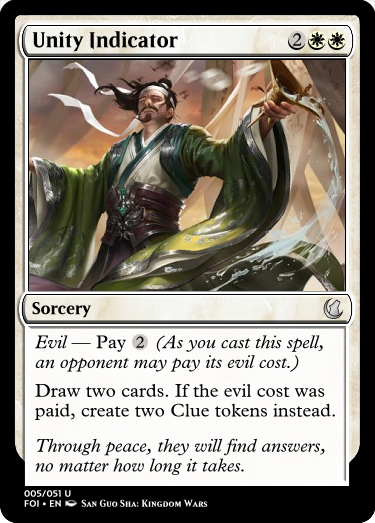 Unity Indicator 2
Sorcery
Evil — Pay 2 (As you cast this spell,
an opponent may pay its evil cost.)
Draw two cards. If the evil cost was
paid, create two Clue tokens instead.
Through peace, they will find answers,
no matter how long it takes.
005/051 U
FOI • EN San Guo Sha: Kingdom Wars